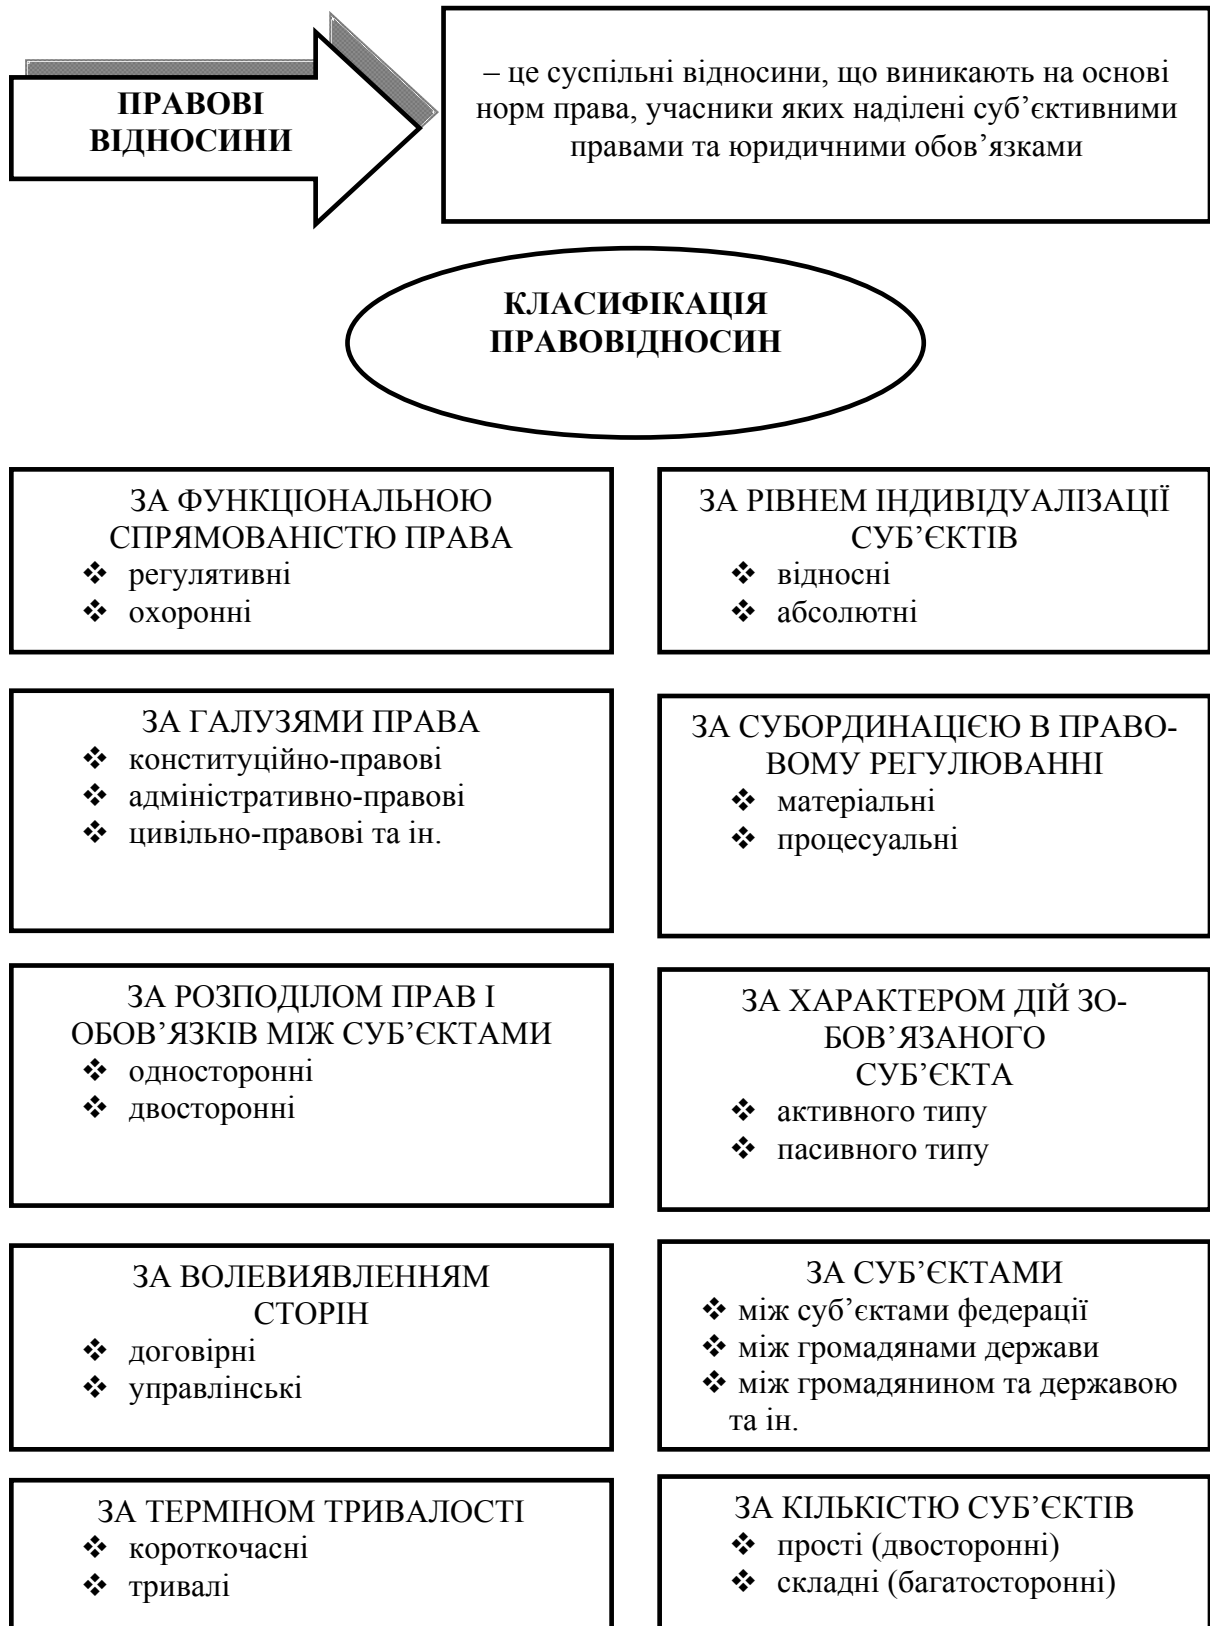 ПРАВОВІ
ВІДНОСИНИ
– це суспільні відносини, що виникають на основі
норм права, учасники яких наділені суб’єктивними
правами та юридичними обов’язками
КЛАСИФІКАЦІЯ
ПРАВОВІДНОСИН
ЗА ФУНКЦІОНАЛЬНОЮ
СПРЯМОВАНІСТЮ ПРАВА
❖ регулятивні
❖ охоронні
ЗА РІВНЕМ ІНДИВІДУАЛІЗАЦІЇ
СУБ’ЄКТІВ
❖ відносні
❖ абсолютні
ЗА ГАЛУЗЯМИ ПРАВА
❖ конституційно-правові
❖ адміністративно-правові
❖ цивільно-правові та ін.
ЗА СУБОРДИНАЦІЄЮ В ПРАВО-
ВОМУ РЕГУЛЮВАННІ
❖ матеріальні
❖ процесуальні
ЗА РОЗПОДІЛОМ ПРАВ І
ОБОВ’ЯЗКІВ МІЖ СУБ’ЄКТАМИ
❖ односторонні
❖ двосторонні
ЗА ХАРАКТЕРОМ ДІЙ ЗО-
БОВ’ЯЗАНОГО
СУБ’ЄКТА
❖ активного типу
❖ пасивного типу
ЗА ВОЛЕВИЯВЛЕННЯМ
СТОРІН
❖ договірні
❖ управлінські
ЗА СУБ’ЄКТАМИ
❖ між суб’єктами федерації
❖ між громадянами держави
❖ між громадянином та державою
та ін.
ЗА ТЕРМІНОМ ТРИВАЛОСТІ
❖ короткочасні
❖ тривалі
ЗА КІЛЬКІСТЮ СУБ’ЄКТІВ
❖ прості (двосторонні)
❖ складні (багатосторонні)